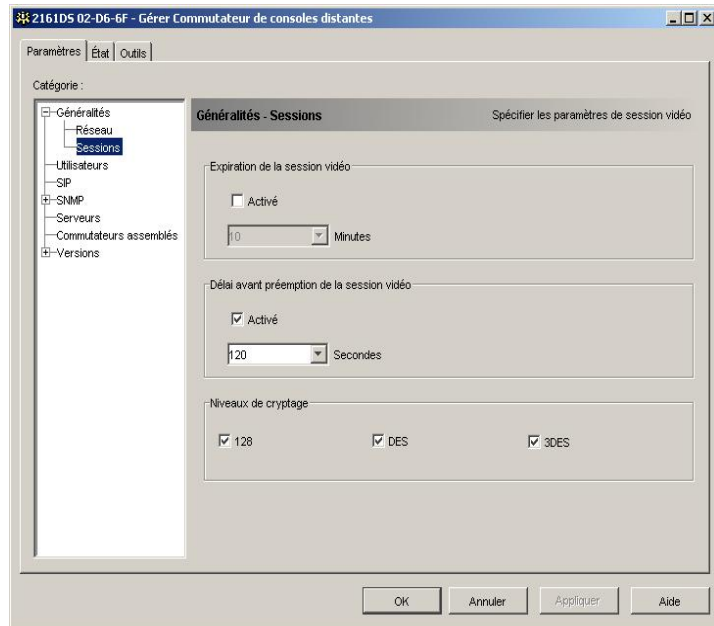 2161DS 02-D6-6F - Gérer Commutateur de consoles distantes
Paramètres État Outils
Catégorie :
Généralités
Réseau
Sessions
Utilisateurs
SIP
SNMP
Serveurs
Commutateurs assemblés
Versions
Généralités - Sessions Spécifier les paramètres de session vidéo
Expiration de la session vidéo
Activé
10 Minutes
Délai avant préemption de la session vidéo
Activé
120 Secondes
Niveaux de cryptage
128 DES 3DES
OK Annuler Appliquer Aide